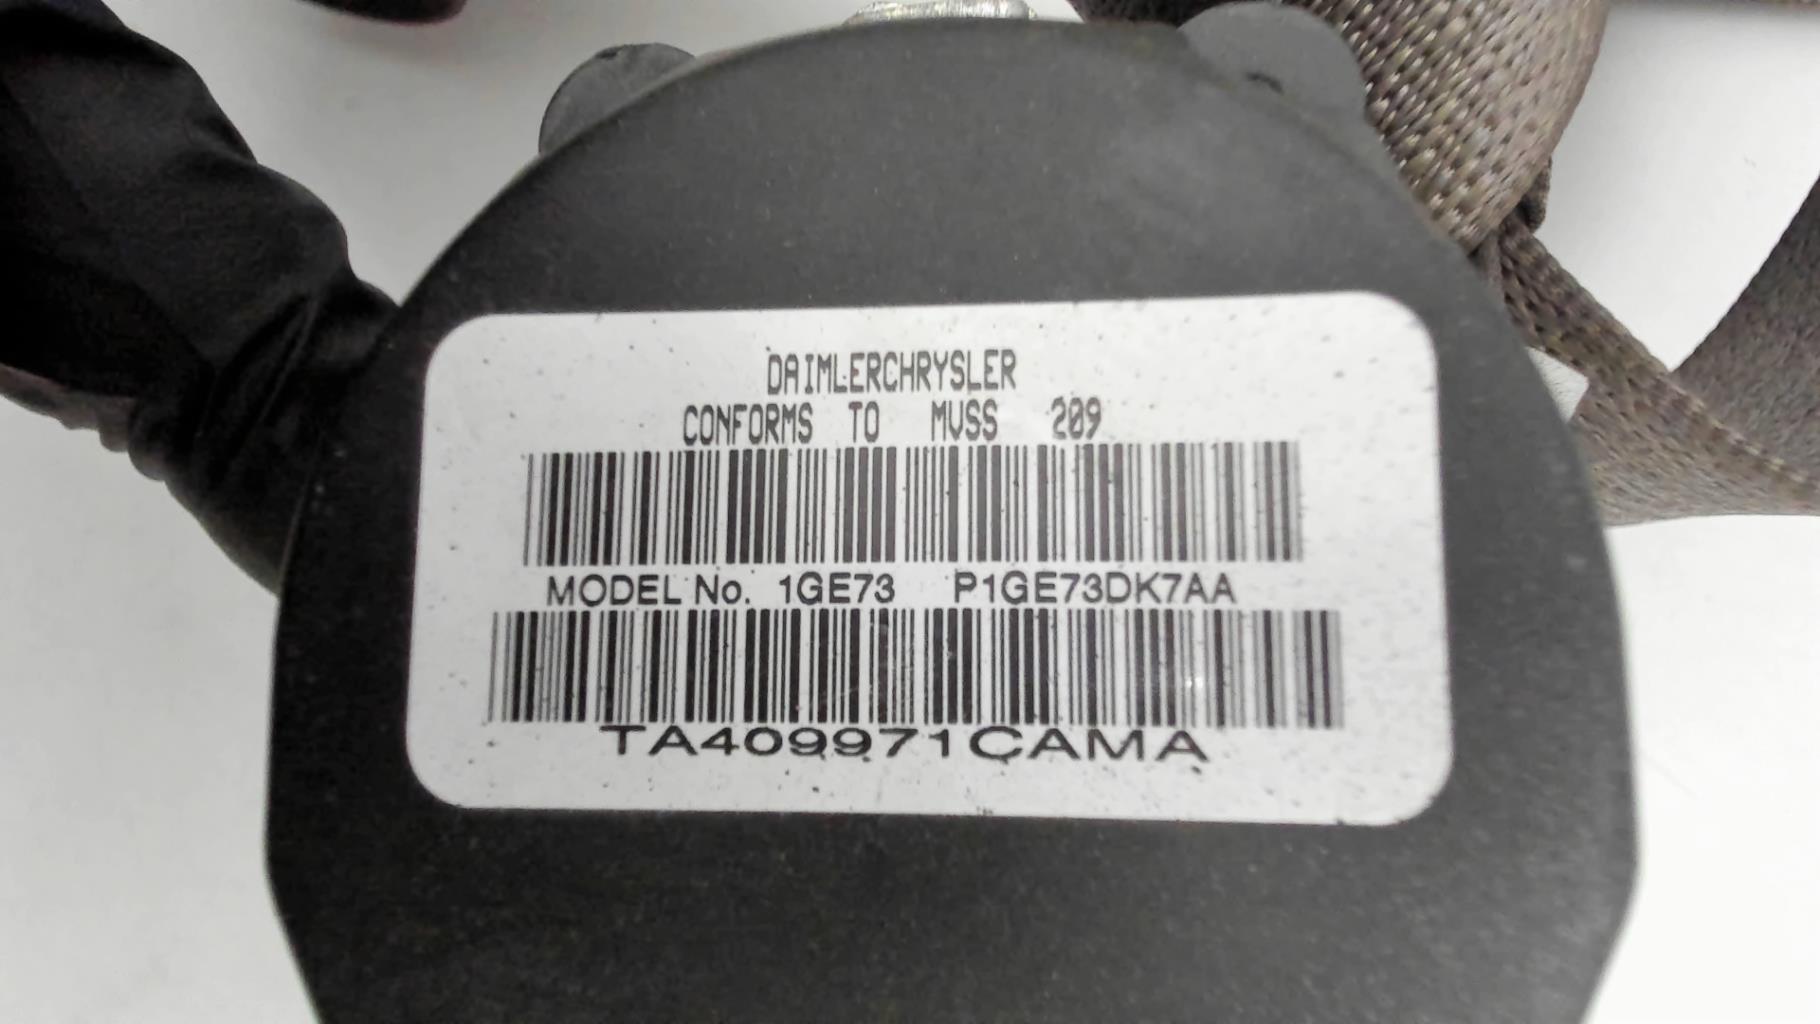 DAIMLERCHRYSLER
CONFORMS TO MVSS 209
MODEL No. 1GE73 P1GE73DK7AA
TA409971CAMA